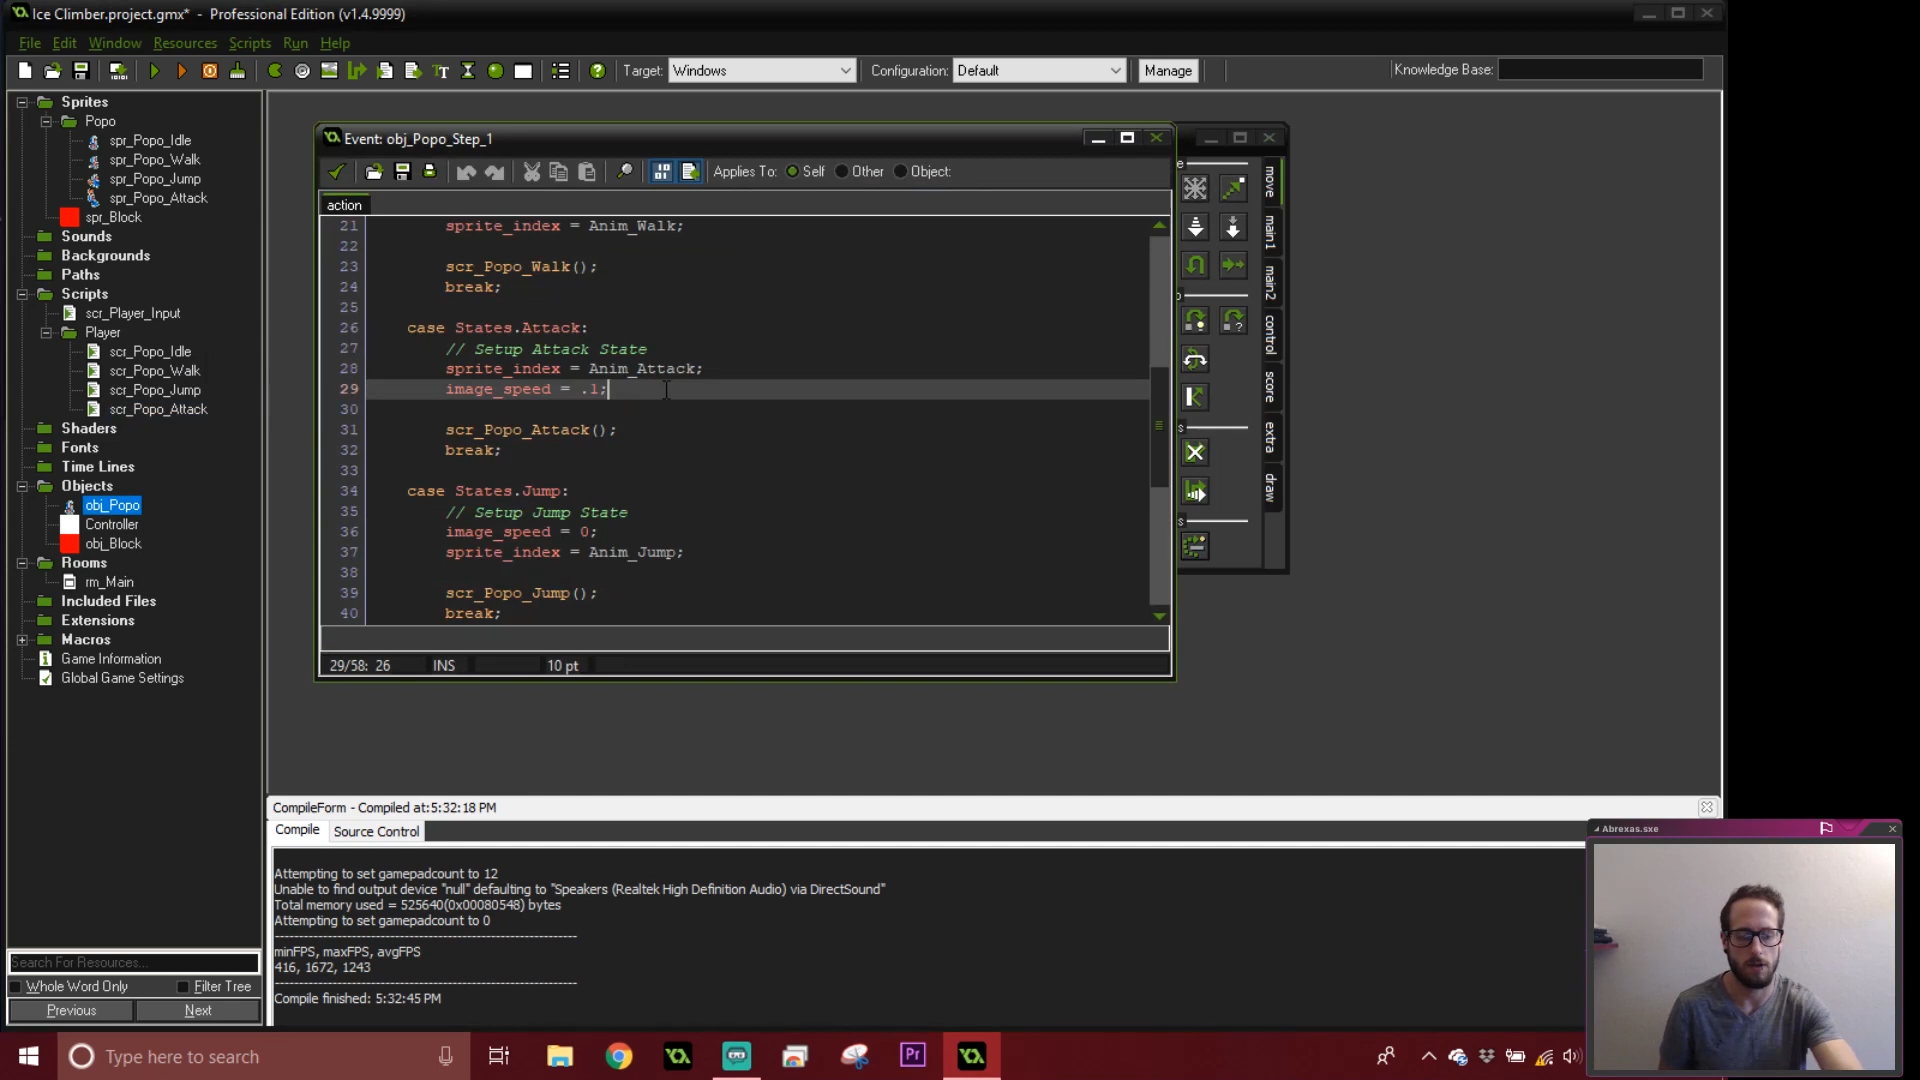 Ice Climber.project.gmx* - Professional Edition (v1.4.9999)
File Edit Window Resources Scripts Run Help
Target: Windows Configuration: Default Manage Knowledge Base:
Sprites
Popo
spr_Popo_Idle
spr_Popo_Walk
spr_Popo_Jump
spr_Popo_Attack
spr_Block
Sounds
Backgrounds
Paths
Scripts
scr_Player_Input
Player
scr_Popo_Idle
scr_Popo_Walk
scr_Popo_Jump
scr_Popo_Attack
Shaders
Fonts
Time Lines
Objects
obj_Popo
Controller
obj_Block
Rooms
rm_Main
Included Files
Extensions
Macros
Game Information
Global Game Settings
Search For Resources...
Whole Word Only Filter Tree
Previous Next
Event: obj_Popo_Step_1
Applies To: Self Other Object:
action
21 sprite_index = Anim_Walk;
22
23 scr_Popo_Walk();
24 break;
25
26 case States.Attack:
27 // Setup Attack State
28 sprite_index = Anim_Attack;
29 image_speed = .1;
30
31 scr_Popo_Attack();
32 break;
33
34 case States.Jump:
35 // Setup Jump State
36 image_speed = 0;
37 sprite_index = Anim_Jump;
38
39 scr_Popo_Jump();
40 break;
29/58: 26 INS 10 pt
move
main1
main2
control
score
extra
draw
CompileForm - Compiled at:5:32:18 PM
Compile Source Control
Attempting to set gamepadcount to 12
Unable to find output device "null" defaulting to "Speakers (Realtek High Definition Audio) via DirectSound"
Total memory used = 525640(0x00080548) bytes
Attempting to set gamepadcount to 0
minFPS, maxFPS, avgFPS
416, 1672, 1243
Compile finished: 5:32:45 PM
Abrexas.sxe
Type here to search
Pr